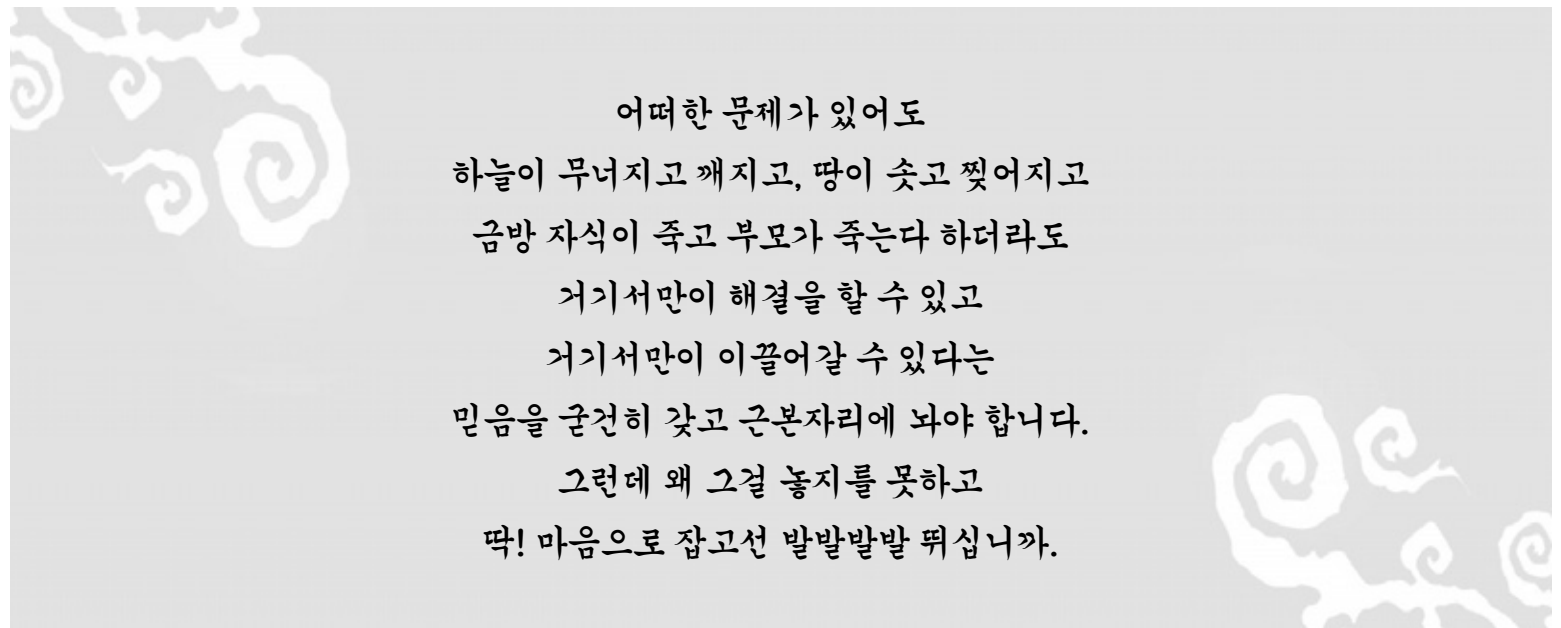 어떠한 문제가 있어도
하늘이 무너지고 깨지고, 땅이 솟고 찢어지고
금방 자식이 죽고 부모가 죽는다 하더라도
거기서만이 해결을 할 수 있고
거기서만이 이끌어갈 수 있다는
믿음을 굳건히 갖고 근본자리에 놔야 합니다.
그런데 왜 그걸 놓지를 못하고
딱! 마음으로 잡고선 발발발발 뛰십니까.